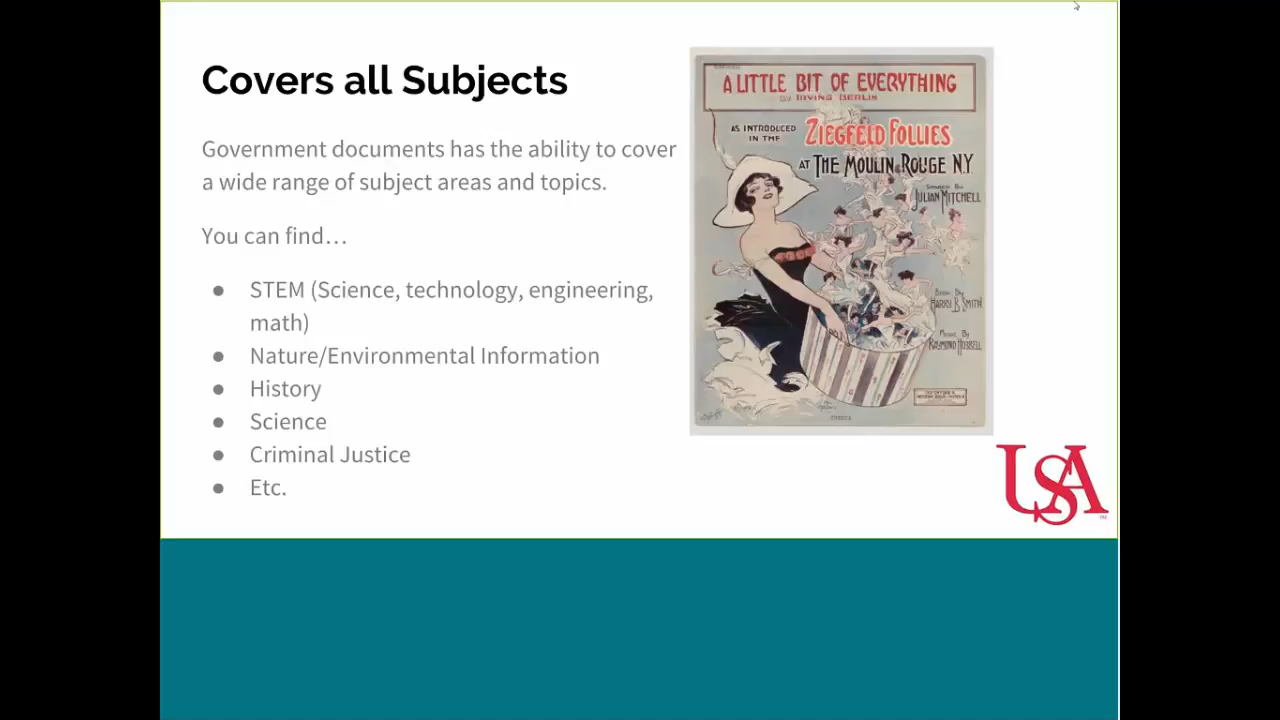 Covers all Subjects
Government documents has the ability to cover
a wide range of subject areas and topics.
You can find…
● STEM (Science, technology, engineering,
math)
● Nature/Environmental Information
● History
● Science
● Criminal Justice
● Etc.
A LITTLE BIT OF EVERYTHING
BY IRVING BERLIN
AS INTRODUCED
IN THE
ZIEGFELD FOLLIES
AT THE MOULIN ROUGE N.Y.
STAGED BY
JULIAN MITCHELL
BOOK BY
HARRY B. SMITH
MUSIC BY
RAYMOND HUBBELL
USA